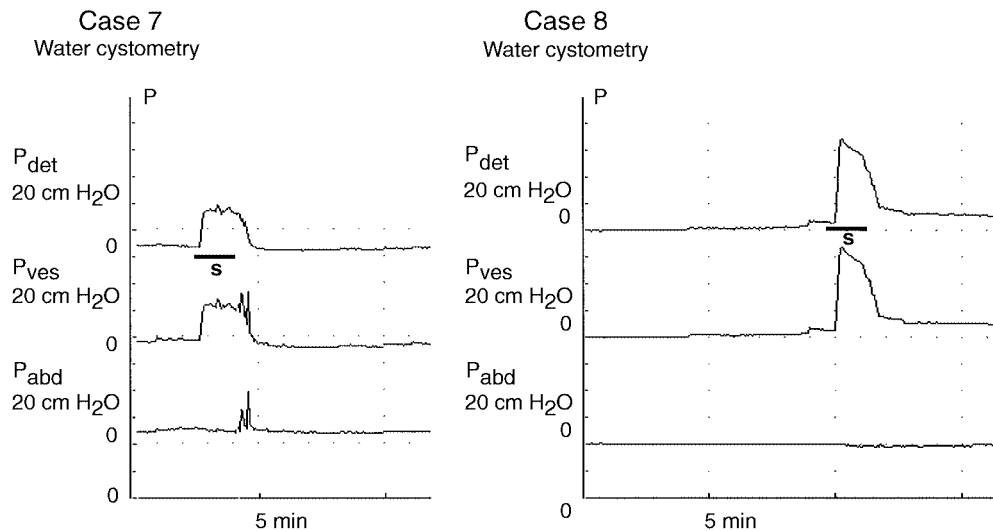 Case 7
Water cystometry
P
Pdet
20 cm H2O
0
s
Pves
20 cm H2O
0
Pabd
20 cm H2O
0
0
5 min
Case 8
Water cystometry
Pdet
20 cm H2O
0
s
Pves
20 cm H2O
0
Pabd
20 cm H2O
0
0
5 min